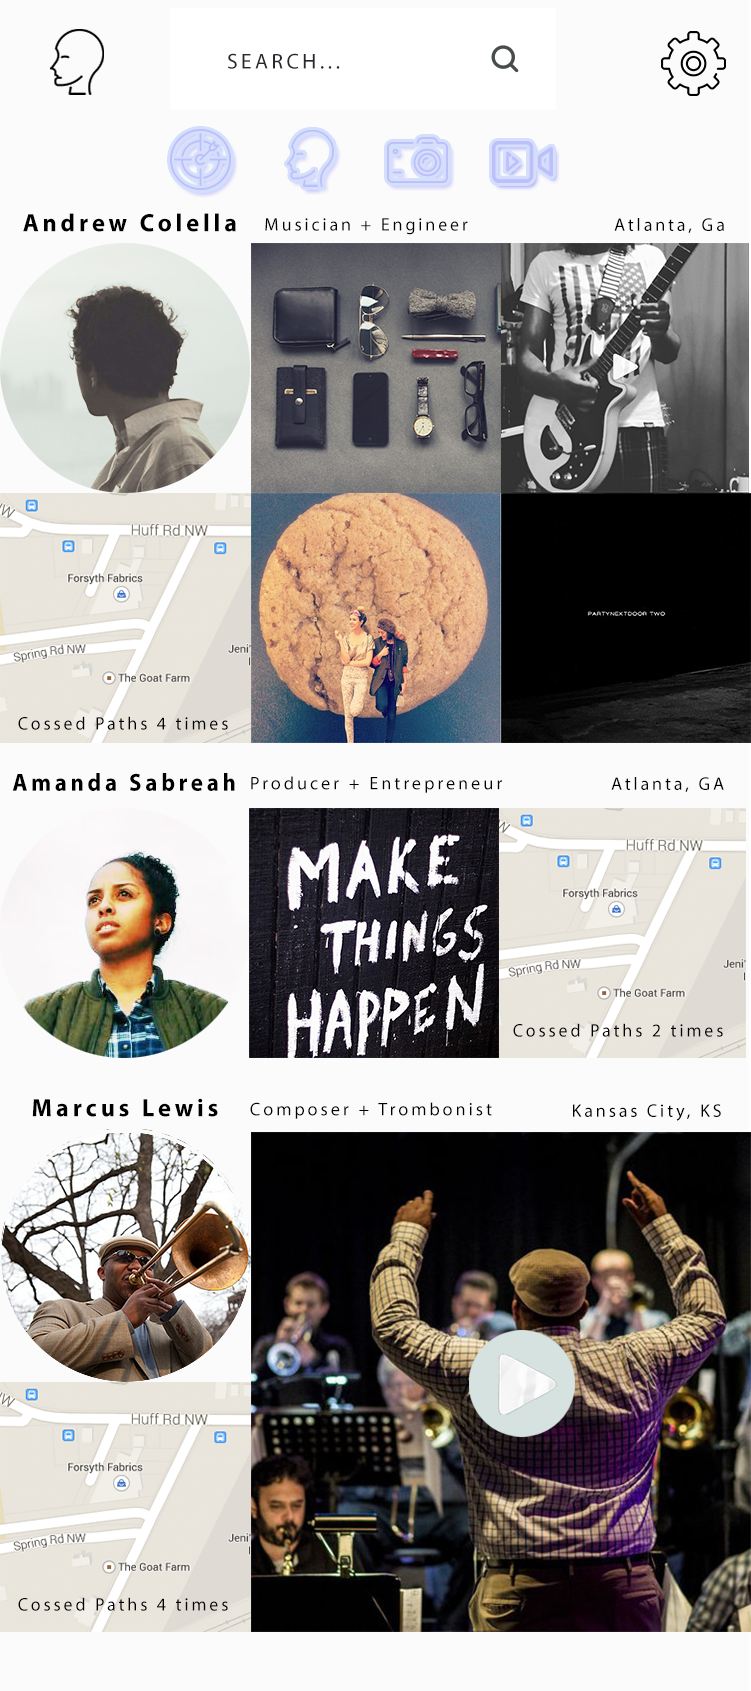 SEARCH...
Andrew Colella Musician + Engineer Atlanta, Ga
Huff Rd NW
Forsyth Fabrics
Spring Rd NW
Jeni'
The Goat Farm
Cossed Paths 4 times
PARTYNEXTDOOR TWO
Amanda Sabreah Producer + Entrepreneur Atlanta, GA
MAKE
THINGS
HAPPEN
Huff Rd NW
Forsyth Fabrics
Spring Rd NW
Jeni'
The Goat Farm
Cossed Paths 2 times
Marcus Lewis Composer + Trombonist Kansas City, KS
Huff Rd NW
Forsyth Fabrics
Spring Rd NW
Jeni'
The Goat Farm
Cossed Paths 4 times